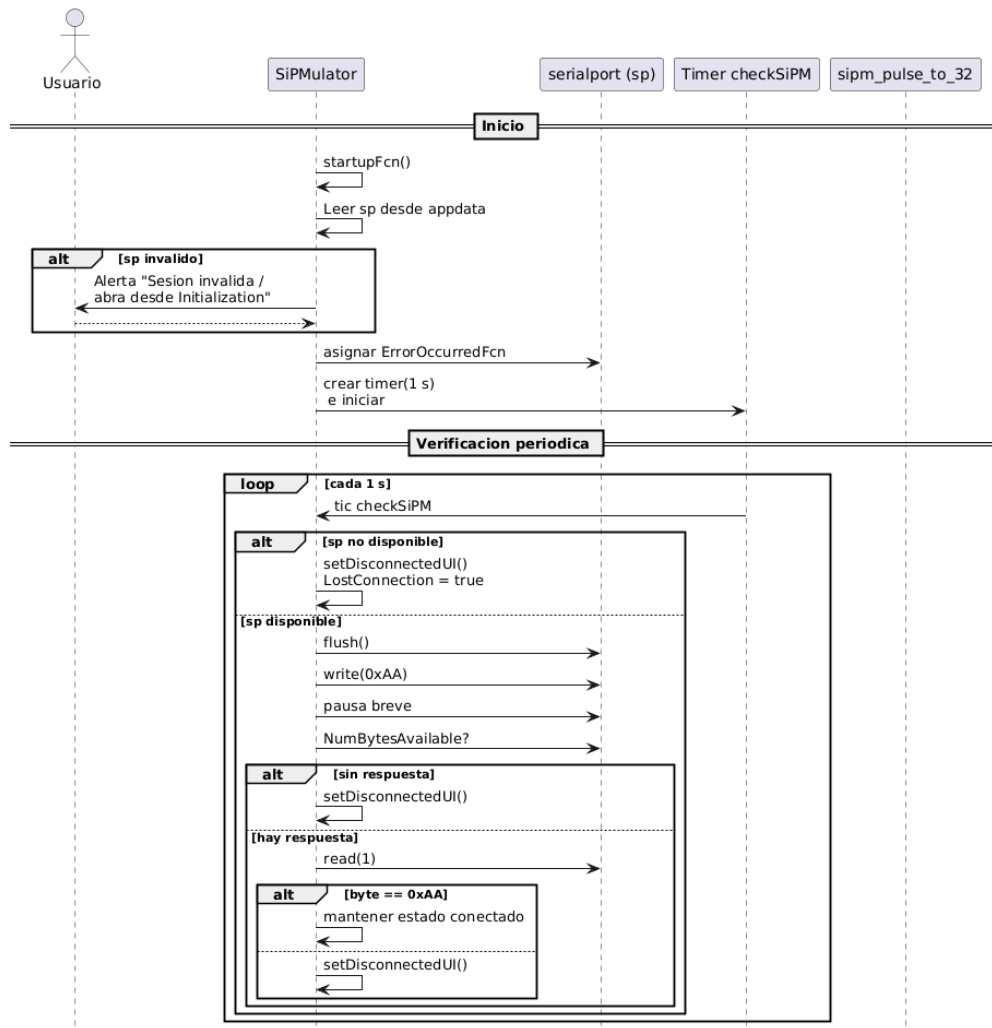 Usuario
SiPMulator
serialport (sp)
Timer checkSiPM
sipm_pulse_to_32
Inicio
startupFcn()
Leer sp desde appdata
alt
[sp invalido]
Alerta "Sesion invalida /
abra desde Initialization"
asignar ErrorOccurredFcn
crear timer(1 s)
e iniciar
Verificacion periodica
loop
[cada 1 s]
tic checkSiPM
alt
[sp no disponible]
setDisconnectedUI()
LostConnection = true
[sp disponible]
flush()
write(0xAA)
pausa breve
NumBytesAvailable?
alt
[sin respuesta]
setDisconnectedUI()
[hay respuesta]
read(1)
alt
[byte == 0xAA]
mantener estado conectado
setDisconnectedUI()